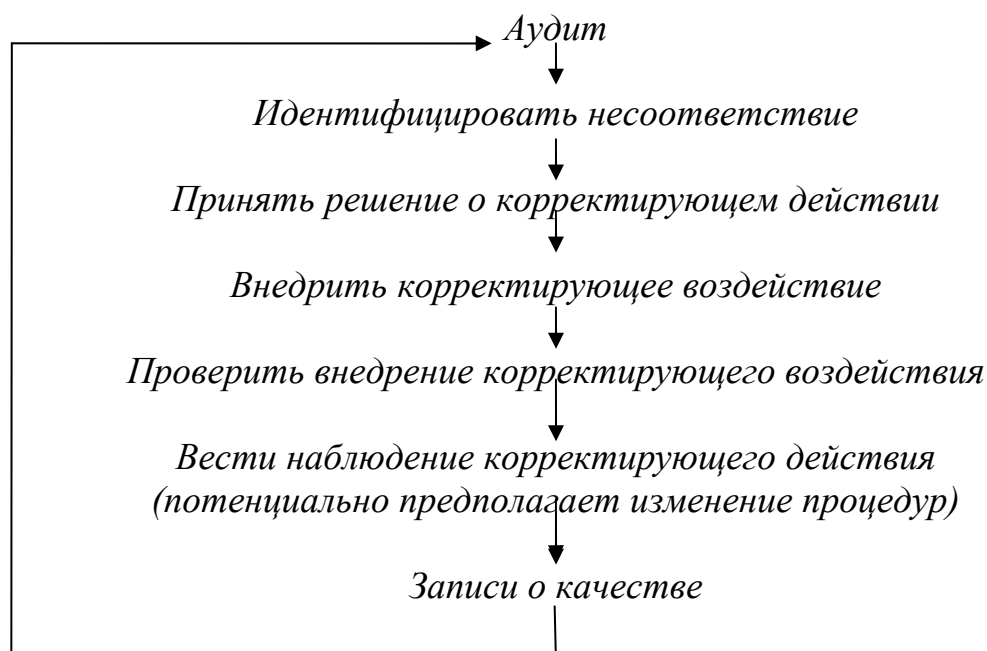 Аудит
Идентифицировать несоответствие
Принять решение о корректирующем действии
Внедрить корректирующее воздействие
Проверить внедрение корректирующего воздействия
Вести наблюдение корректирующего действия
(потенциально предполагает изменение процедур)
Записи о качестве